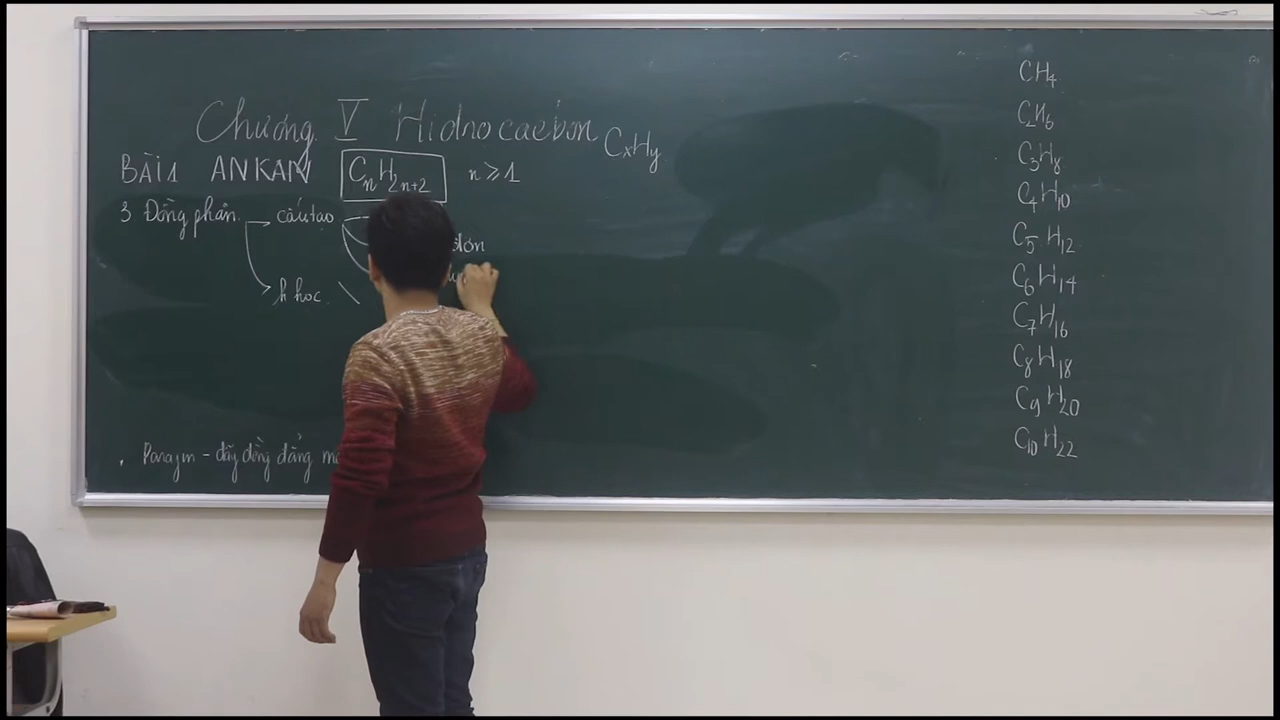 Chương V Hidrocacbon CxHy
BÀI 1 ANKAN CnH2n+2 n ≥ 1
3 Đồng phân. cấu tạo
đơn
h học
. Parafin - dãy đồng đẳng
CH4
C2H6
C3H8
C4H10
C5H12
C6H14
C7H16
C8H18
C9H20
C10H22